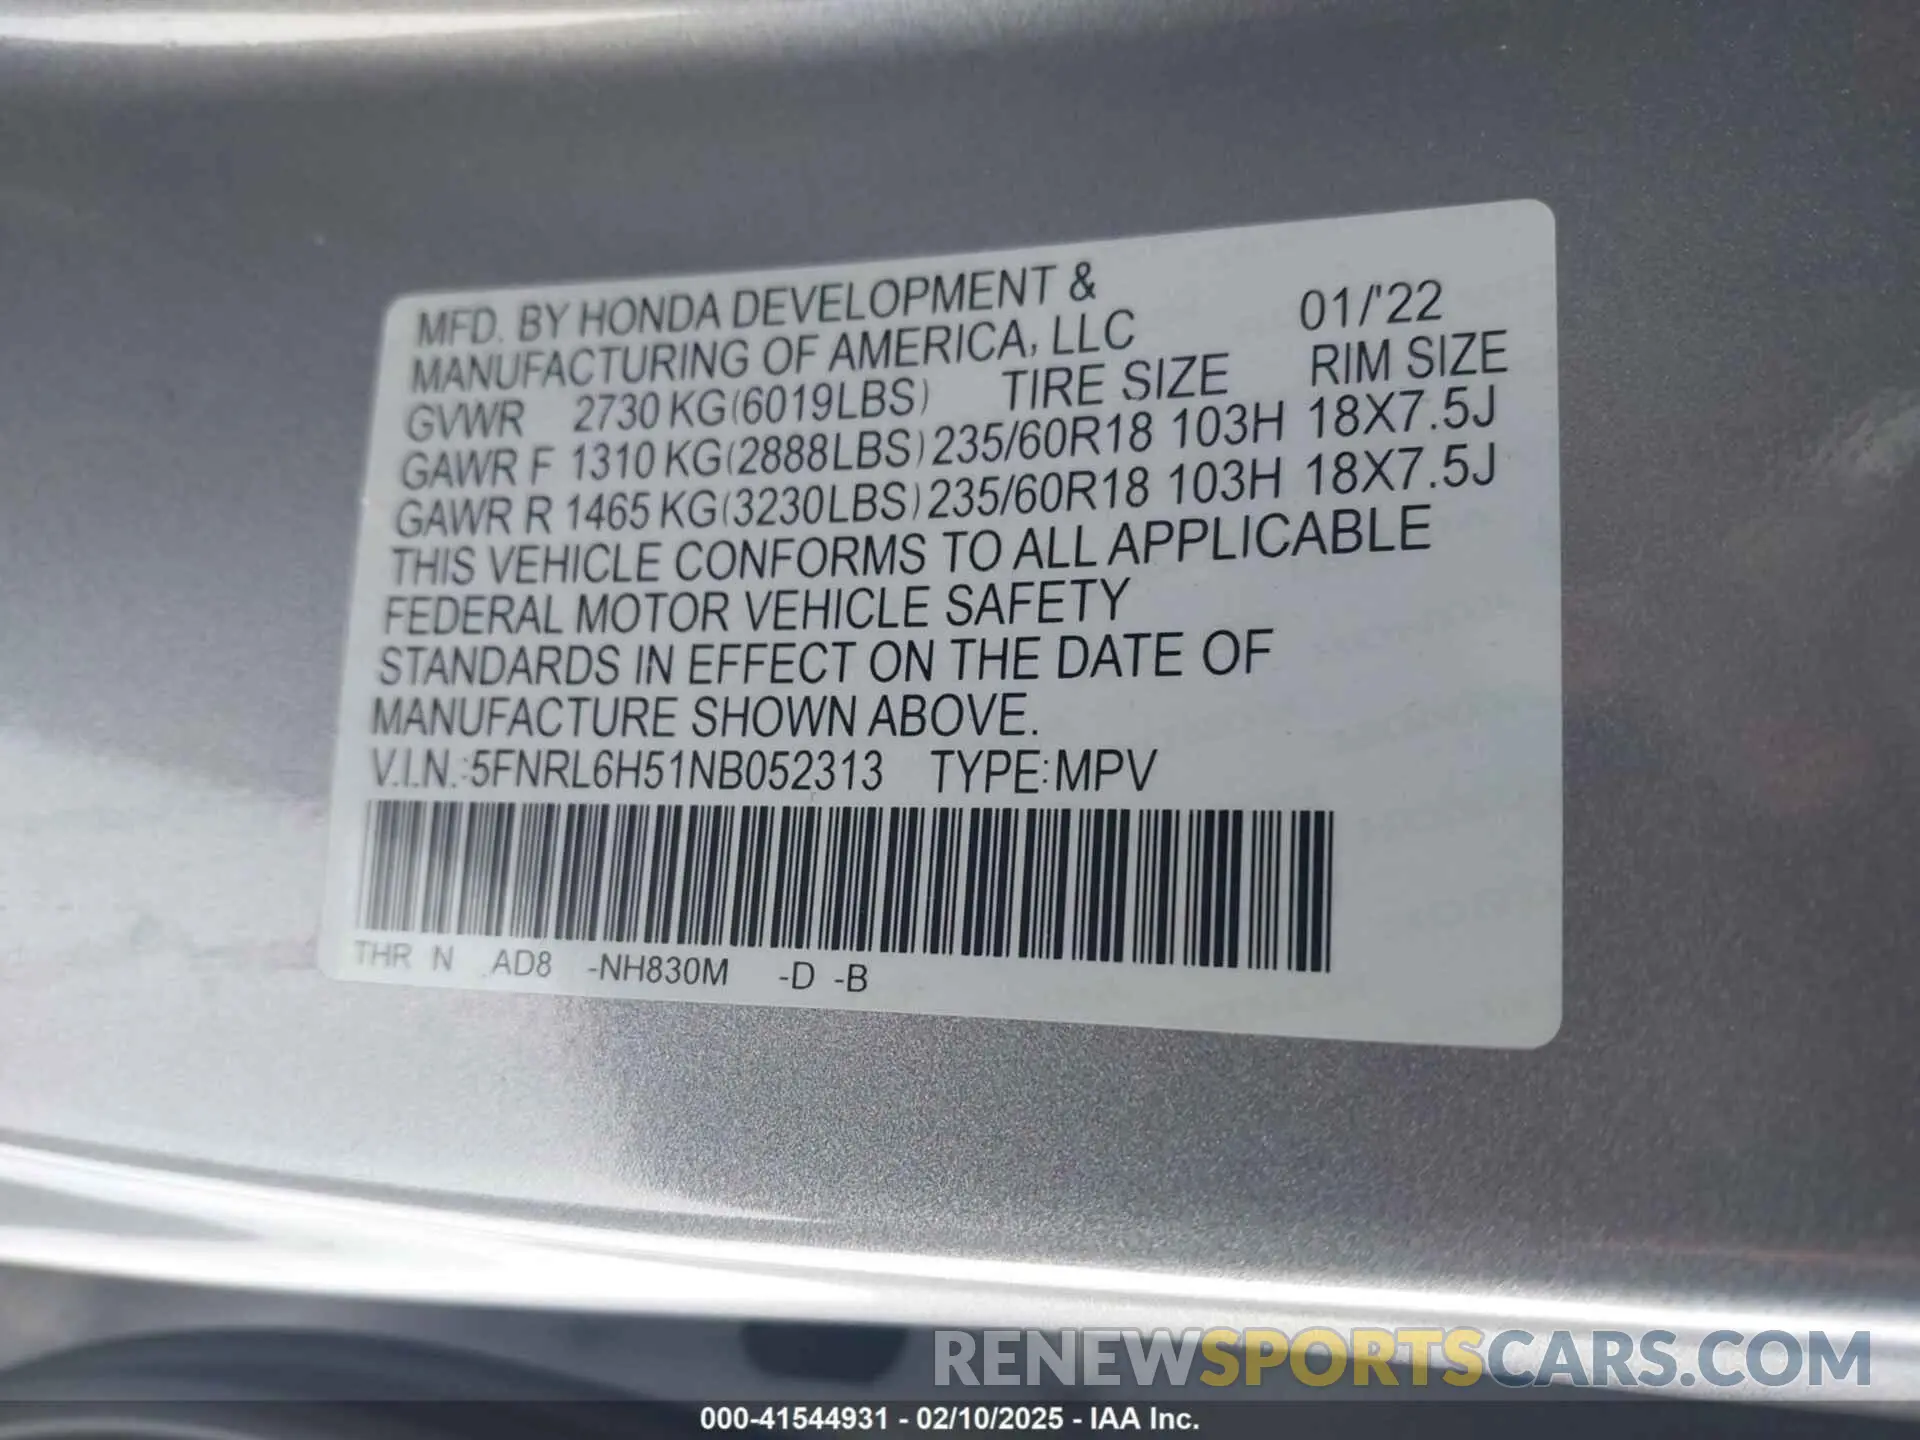 MFD. BY HONDA DEVELOPMENT &
MANUFACTURING OF AMERICA, LLC 01/'22
GVWR 2730 KG(6019LBS) TIRE SIZE RIM SIZE
GAWR F 1310 KG(2888LBS) 235/60R18 103H 18X7.5J
GAWR R 1465 KG(3230LBS) 235/60R18 103H 18X7.5J
THIS VEHICLE CONFORMS TO ALL APPLICABLE
FEDERAL MOTOR VEHICLE SAFETY
STANDARDS IN EFFECT ON THE DATE OF
MANUFACTURE SHOWN ABOVE.
V.I.N.:5FNRL6H51NB052313 TYPE:MPV
THR N AD8 -NH830M -D -B
RENEWSPORTSCARS.COM
000-41544931 - 02/10/2025 - IAA Inc.